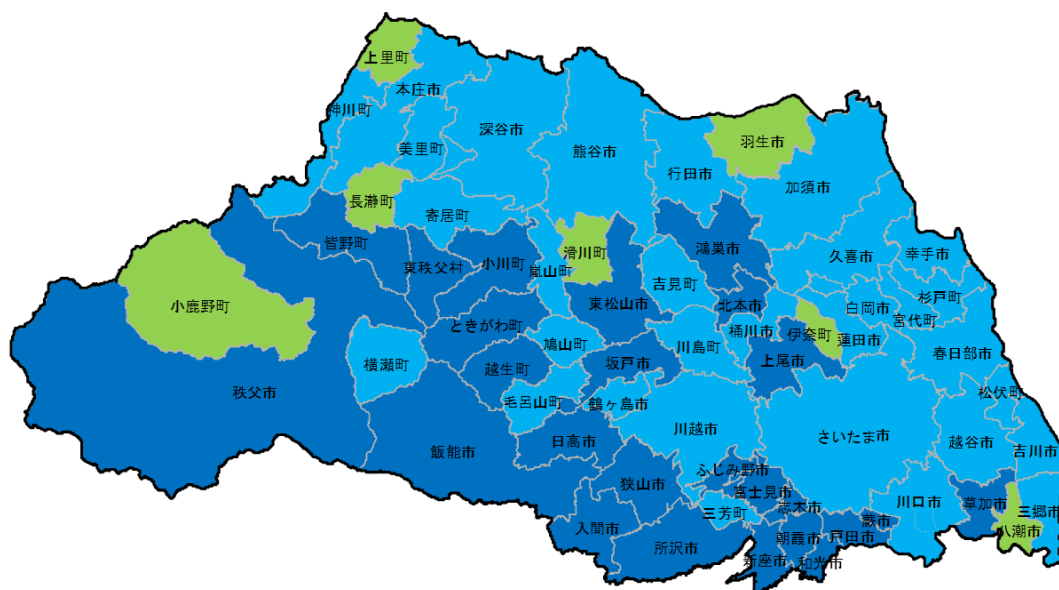 上里町
本庄市
神川町
美里町
深谷市
熊谷市
行田市
羽生市
加須市
長瀞町
寄居町
皆野町
東秩父村
小川町
嵐山町
滑川町
東松山市
吉見町
鴻巣市
北本市
久喜市
幸手市
杉戸町
白岡市
宮代町
小鹿野町
ときがわ町
鳩山町
川島町
桶川市
伊奈町
蓮田市
上尾市
春日部市
横瀬町
越生町
坂戸市
秩父市
毛呂山町
鶴ヶ島市
松伏町
飯能市
日高市
川越市
さいたま市
越谷市
吉川市
狭山市
ふじみ野市
富士見市
三芳町
志木市
川口市
草加市
三郷市
八潮市
入間市
所沢市
朝霞市
戸田市
蕨市
新座市
和光市